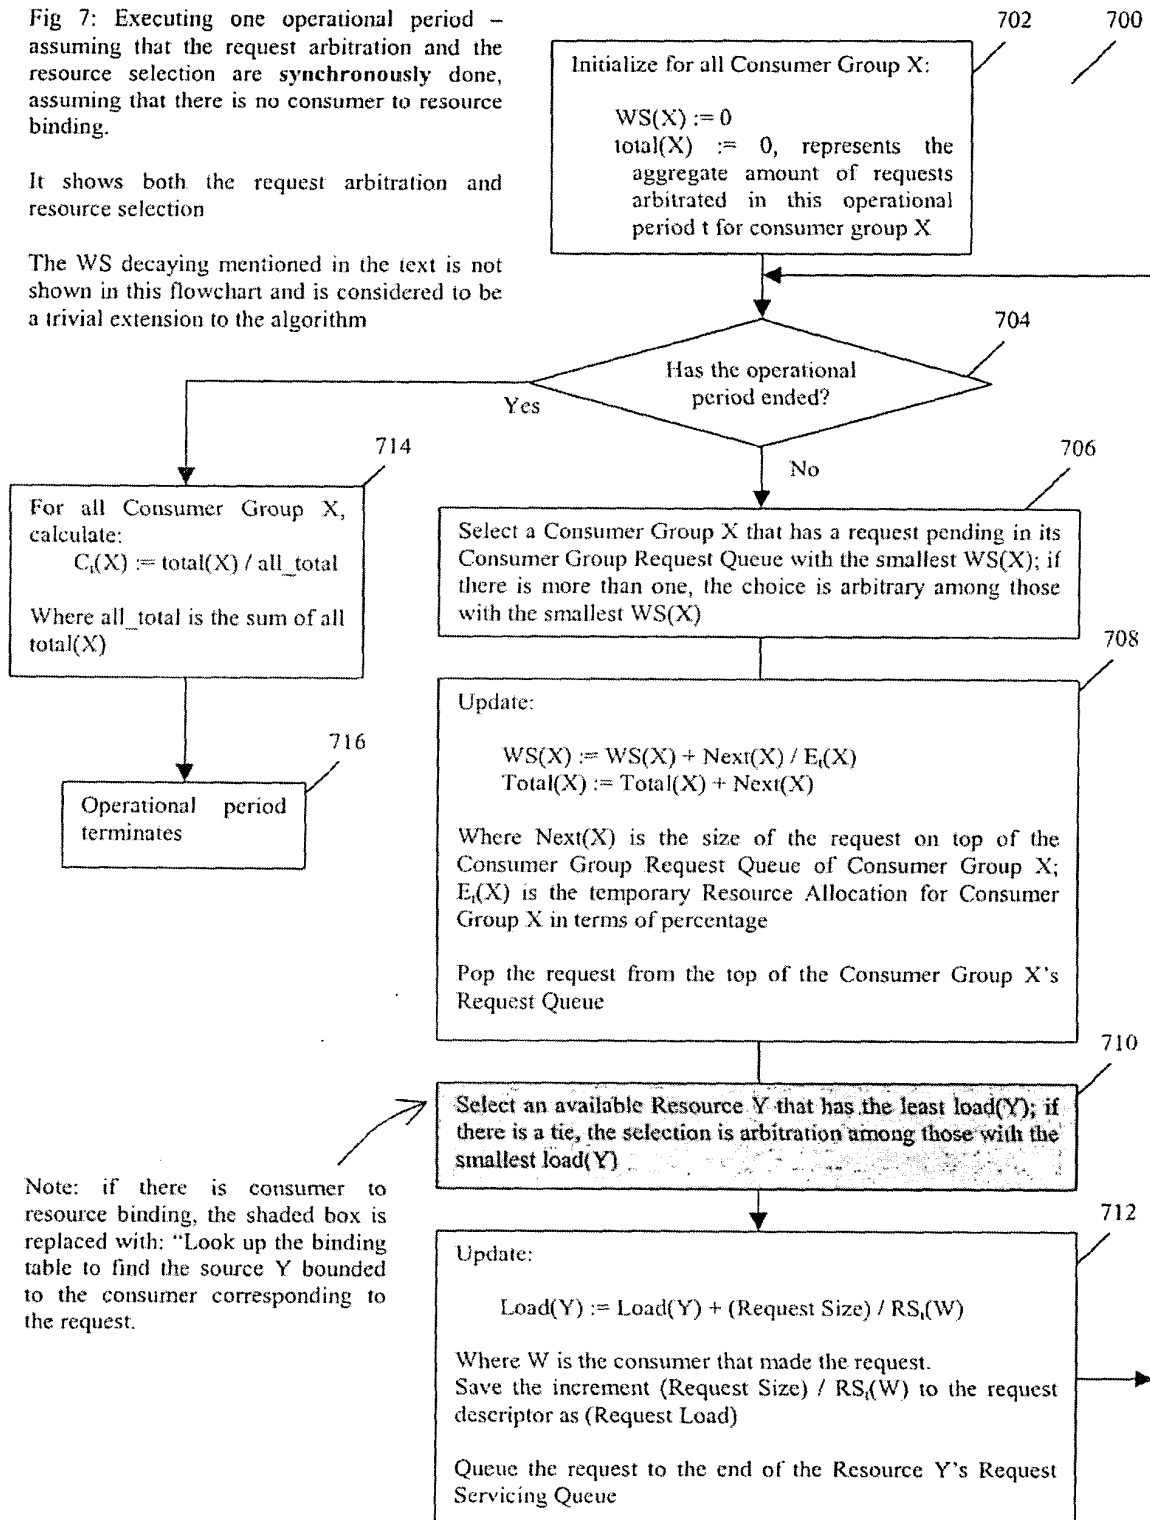 Fig 7: Executing one operational period –
assuming that the request arbitration and the
resource selection are synchronously done,
assuming that there is no consumer to resource
binding.
It shows both the request arbitration and
resource selection
The WS decaying mentioned in the text is not
shown in this flowchart and is considered to be
a trivial extension to the algorithm
702
700
Initialize for all Consumer Group X:
WS(X) := 0
total(X) := 0, represents the
aggregate amount of requests
arbitrated in this operational
period t for consumer group X
704
Has the operational
period ended?
Yes
No
714
For all Consumer Group X,
calculate:
Cₜ(X) := total(X) / all_total
Where all_total is the sum of all
total(X)
716
Operational period
terminates
706
Select a Consumer Group X that has a request pending in its
Consumer Group Request Queue with the smallest WS(X); if
there is more than one, the choice is arbitrary among those
with the smallest WS(X)
708
Update:
WS(X) := WS(X) + Next(X) / Eₜ(X)
Total(X) := Total(X) + Next(X)
Where Next(X) is the size of the request on top of the
Consumer Group Request Queue of Consumer Group X;
Eₜ(X) is the temporary Resource Allocation for Consumer
Group X in terms of percentage
Pop the request from the top of the Consumer Group X's
Request Queue
710
Select an available Resource Y that has the least load(Y); if
there is a tie, the selection is arbitration among those with the
smallest load(Y)
Note: if there is consumer to
resource binding, the shaded box is
replaced with: “Look up the binding
table to find the source Y bounded
to the consumer corresponding to
the request.
712
Update:
Load(Y) := Load(Y) + (Request Size) / RSₜ(W)
Where W is the consumer that made the request.
Save the increment (Request Size) / RSₜ(W) to the request
descriptor as (Request Load)
Queue the request to the end of the Resource Y's Request
Servicing Queue